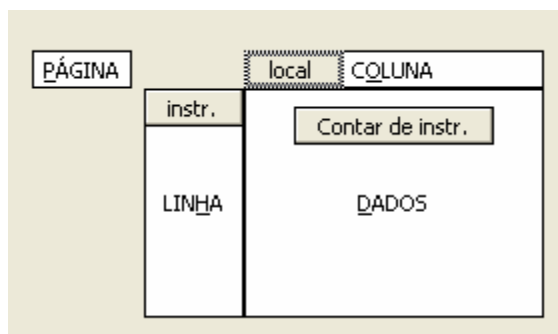 PÁGINA
local COLUNA
instr.
Contar de instr.
LINHA
DADOS